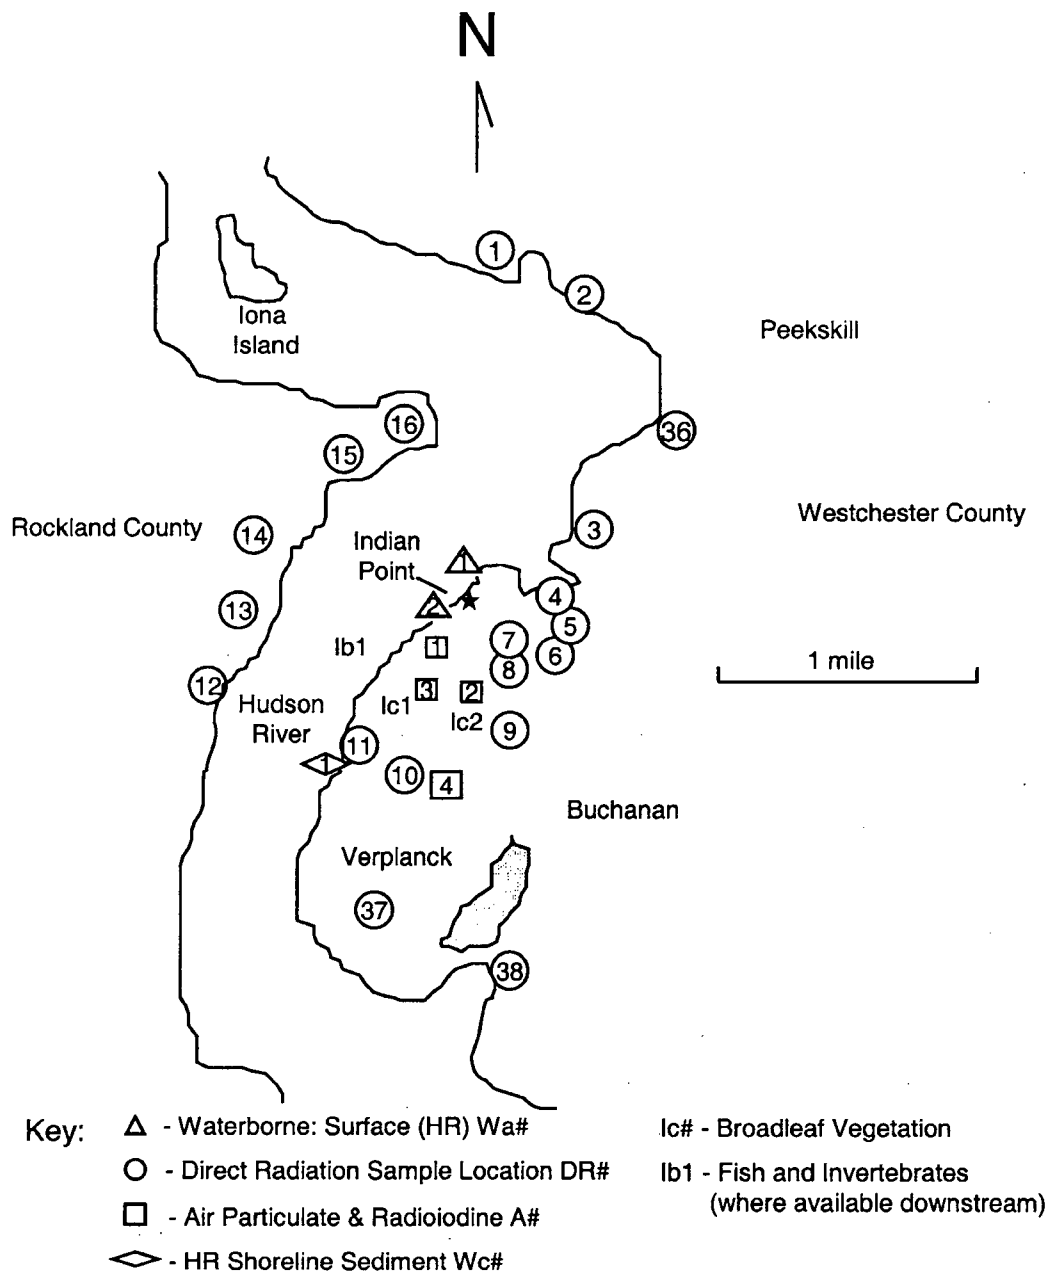 N
1
2
Iona
Island
Peekskill
16
36
15
Rockland County
14
Westchester County
3
Indian
Point
1
2
4
13
5
7
1 mile
Ib1
1
6
8
12
Hudson
River
Ic1
3
2
Ic2
9
11
1
10
4
Buchanan
Verplanck
37
38
Key:
- Waterborne: Surface (HR) Wa#
- Direct Radiation Sample Location DR#
- Air Particulate & Radioiodine A#
- HR Shoreline Sediment Wc#
Ic# - Broadleaf Vegetation
Ib1 - Fish and Invertebrates
(where available downstream)